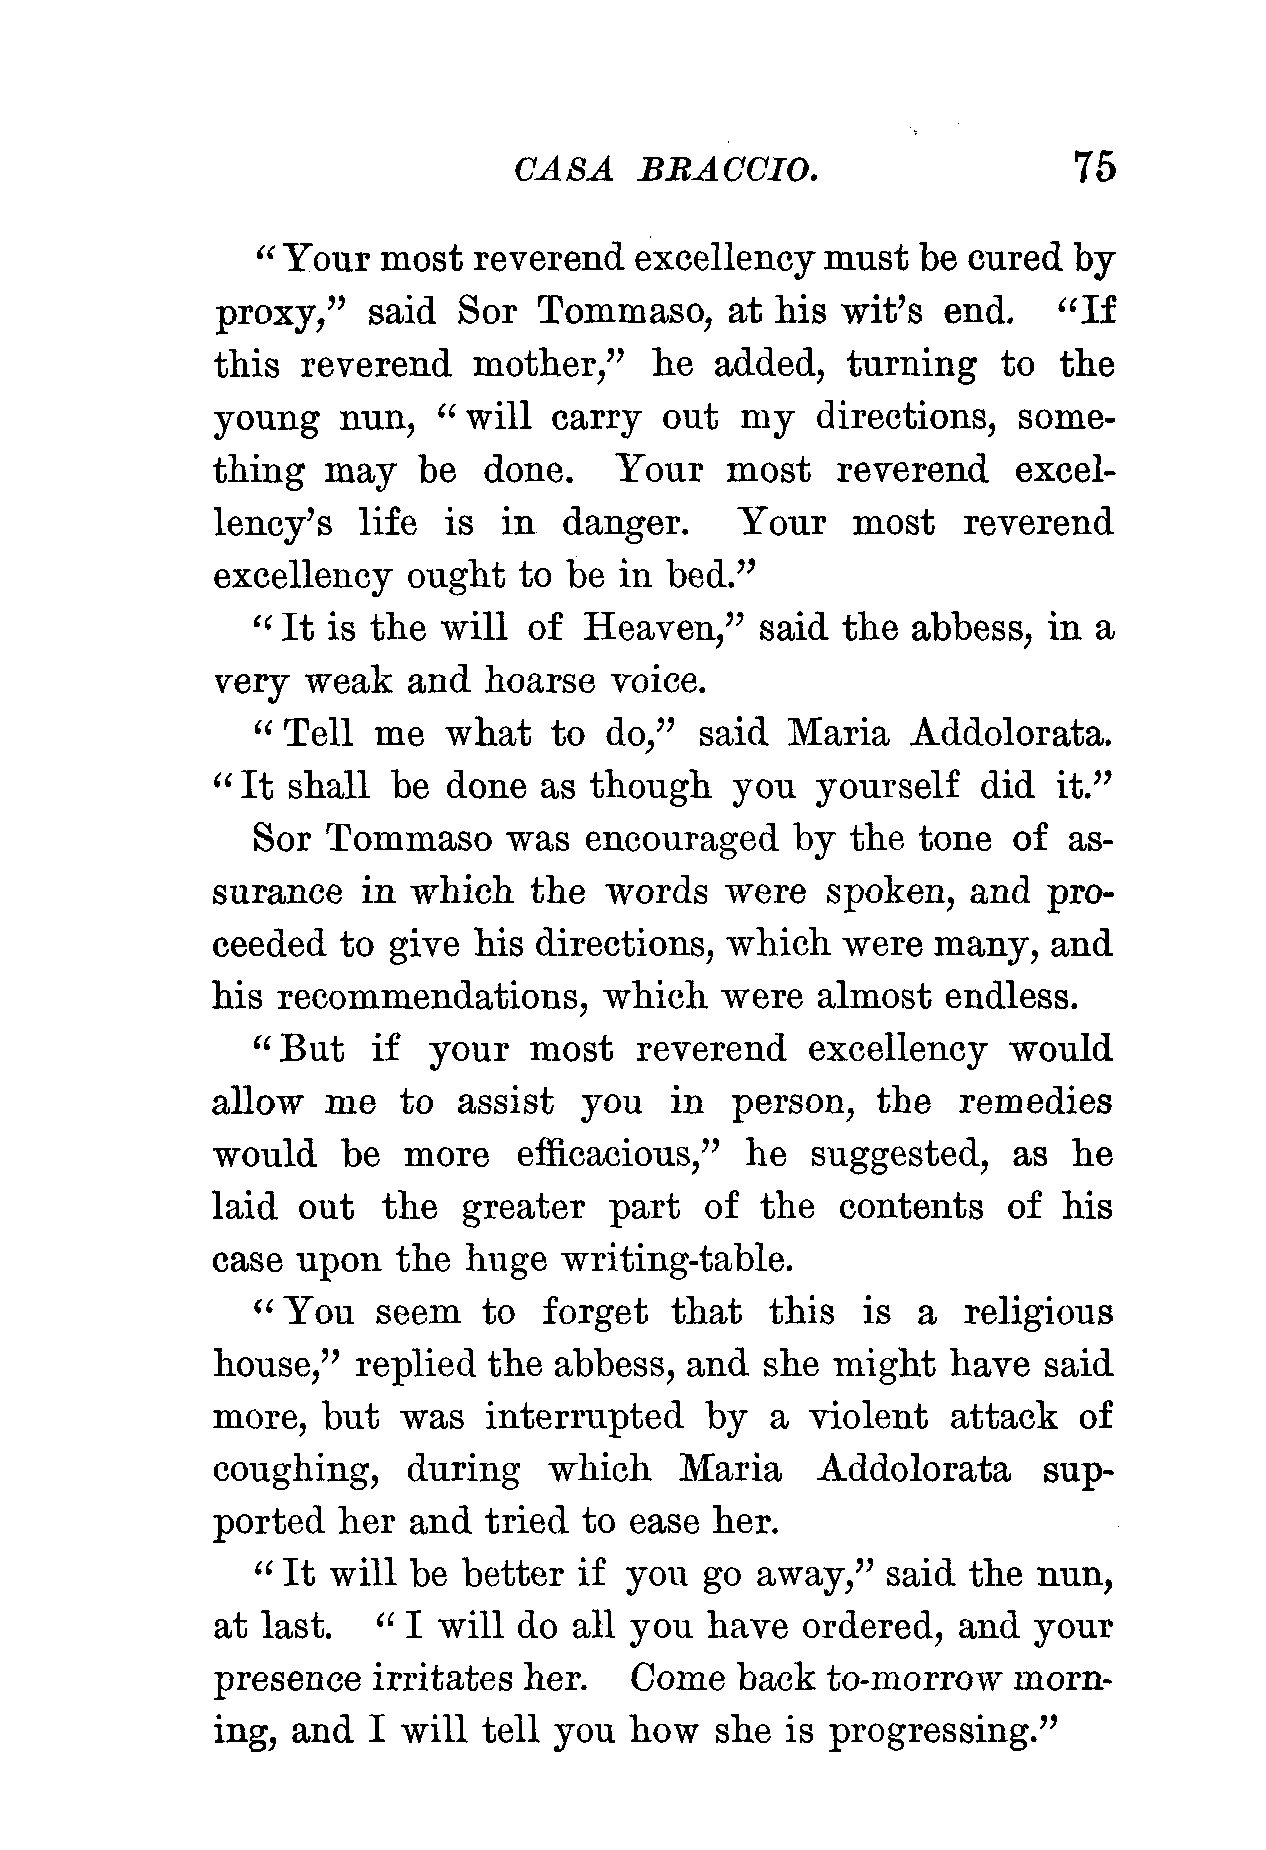 CASA BRACCIO. 75
“Your most reverend excellency must be cured by
proxy,” said Sor Tommaso, at his wit’s end. “If
this reverend mother,” he added, turning to the
young nun, “will carry out my directions, some-
thing may be done. Your most reverend excel-
lency’s life is in danger. Your most reverend
excellency ought to be in bed.”
“It is the will of Heaven,” said the abbess, in a
very weak and hoarse voice.
“Tell me what to do,” said Maria Addolorata.
“It shall be done as though you yourself did it.”
Sor Tommaso was encouraged by the tone of as-
surance in which the words were spoken, and pro-
ceeded to give his directions, which were many, and
his recommendations, which were almost endless.
“But if your most reverend excellency would
allow me to assist you in person, the remedies
would be more efficacious,” he suggested, as he
laid out the greater part of the contents of his
case upon the huge writing-table.
“You seem to forget that this is a religious
house,” replied the abbess, and she might have said
more, but was interrupted by a violent attack of
coughing, during which Maria Addolorata sup-
ported her and tried to ease her.
“It will be better if you go away,” said the nun,
at last. “I will do all you have ordered, and your
presence irritates her. Come back to-morrow morn-
ing, and I will tell you how she is progressing.”